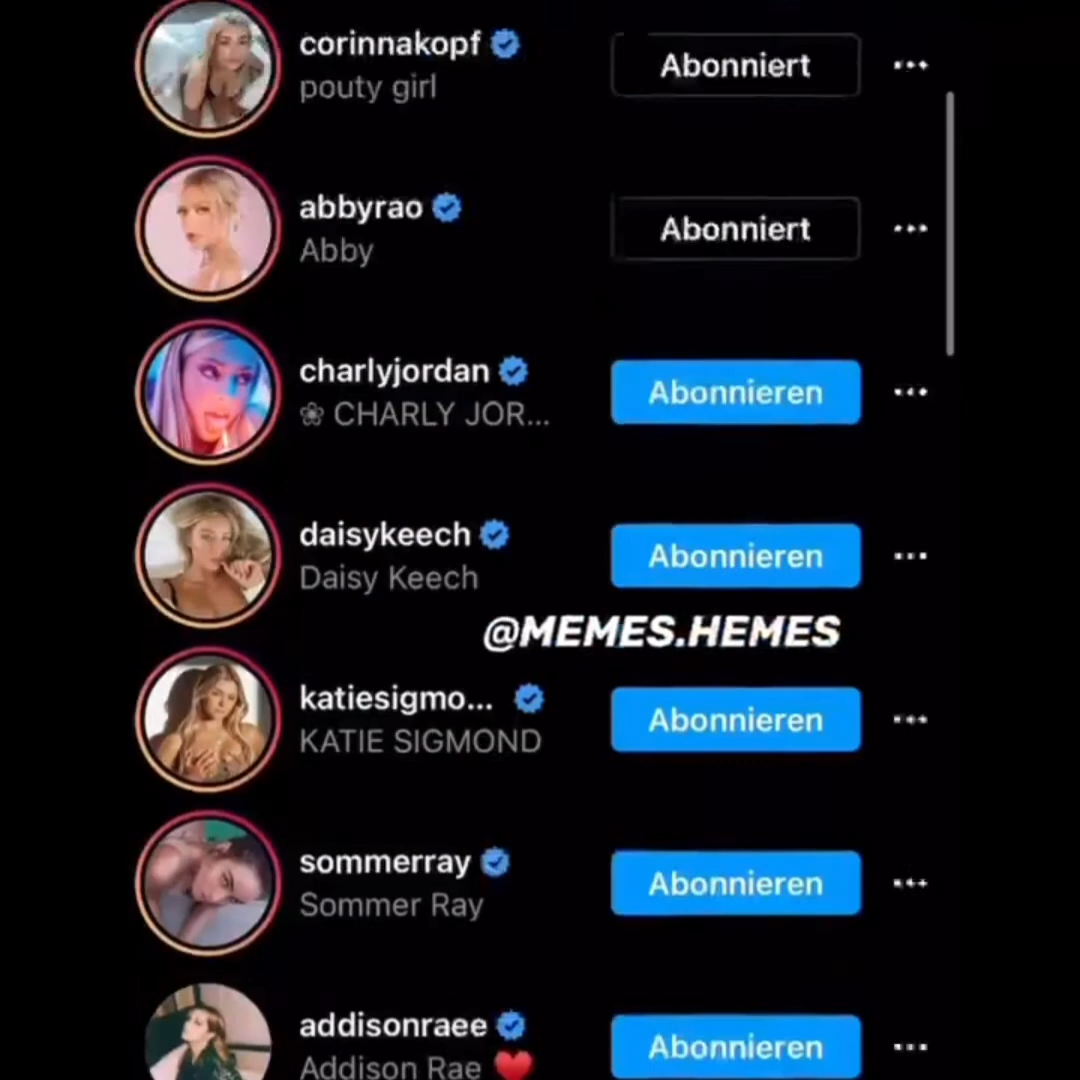 corinnakopf
pouty girl
Abonniert
abbyrao
Abby
Abonniert
charlyjordan
❀ CHARLY JOR...
Abonnieren
daisykeech
Daisy Keech
Abonnieren
@MEMES.HEMES
katiesigmo...
KATIE SIGMOND
Abonnieren
sommerray
Sommer Ray
Abonnieren
addisonraee
Addison Rae ♥
Abonnieren